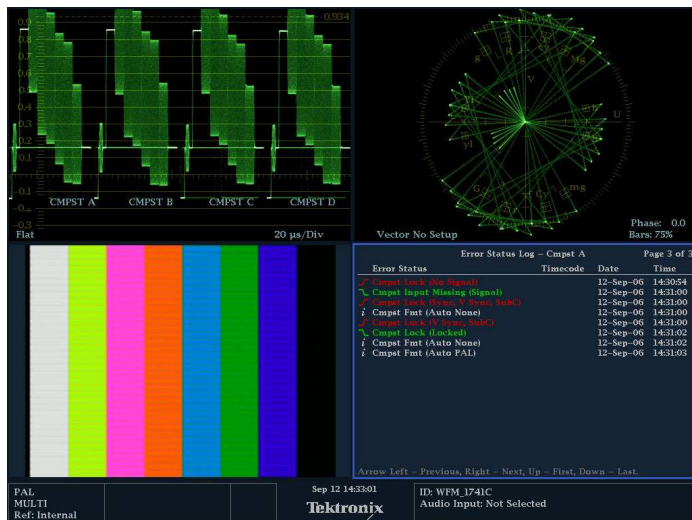 0.9
0.8
0.7
0.6
0.5
0.4
0.3
0.2
0.1
-0.1
-0.3
0.934
CMPST A
CMPST B
CMPST C
CMPST D
Flat
20 µs/Div
g
R
Mg
V
U
yl
G
Cy
mg
Vector No Setup
Phase: 0.0
Bars: 75%
Error Status Log – Cmpst A Page 3 of 3
Error Status Timecode Date Time
Cmpst Lock (No Signal) 12–Sep–06 14:30:54
Cmpst Input Missing (Signal) 12–Sep–06 14:31:00
Cmpst Lock (Sync, V Sync, SubC) 12–Sep–06 14:31:00
i Cmpst Fmt (Auto None) 12–Sep–06 14:31:00
Cmpst Lock (V Sync, SubC) 12–Sep–06 14:31:00
Cmpst Lock (Locked) 12–Sep–06 14:31:02
i Cmpst Fmt (Auto None) 12–Sep–06 14:31:02
i Cmpst Fmt (Auto PAL) 12–Sep–06 14:31:03
Arrow Left – Previous, Right – Next, Up – First, Down – Last.
PAL
MULTI
Ref: Internal
Sep 12 14:33:01
Tektronix
ID: WFM_1741C
Audio Input: Not Selected